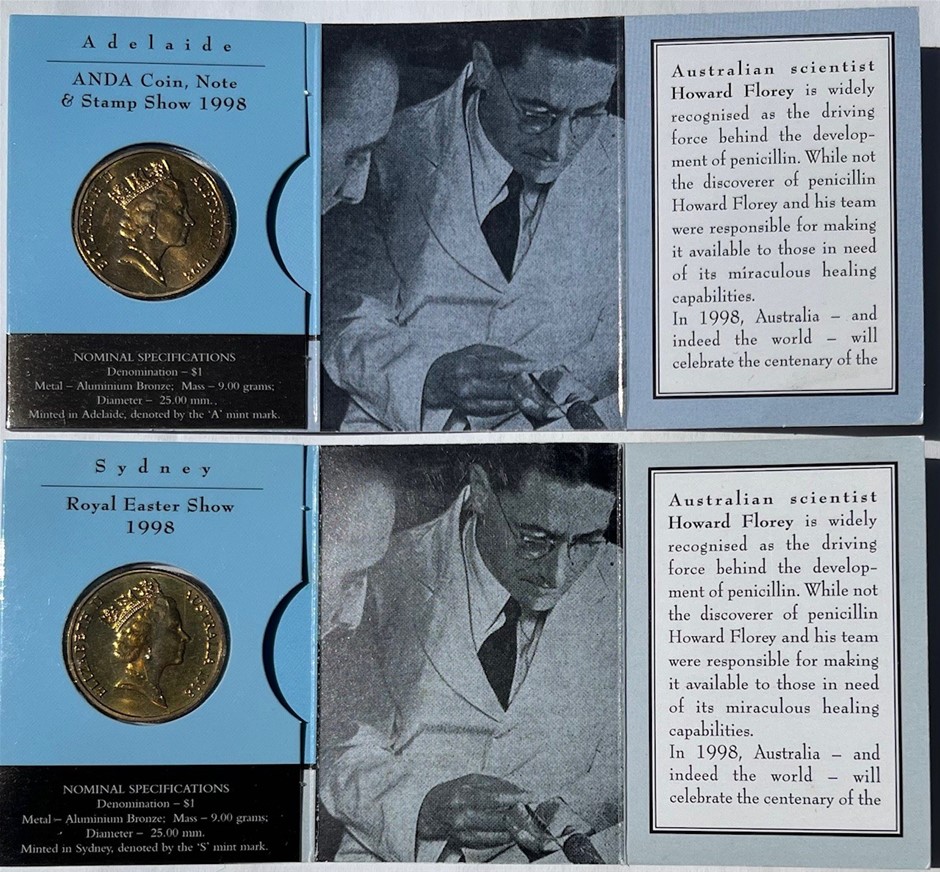 Adelaide
ANDA Coin, Note
& Stamp Show 1998
ELIZABETH II AUSTRALIA 1998
NOMINAL SPECIFICATIONS
Denomination – $1
Metal – Aluminium Bronze; Mass – 9.00 grams;
Diameter – 25.00 mm.
Minted in Adelaide, denoted by the 'A' mint mark.
Australian scientist
Howard Florey is widely
recognised as the driving
force behind the develop-
ment of penicillin. While not
the discoverer of penicillin
Howard Florey and his team
were responsible for making
it available to those in need
of its miraculous healing
capabilities.
In 1998, Australia – and
indeed the world – will
celebrate the centenary of the
Sydney
Royal Easter Show
1998
ELIZABETH II AUSTRALIA 1998
NOMINAL SPECIFICATIONS
Denomination – $1
Metal – Aluminium Bronze; Mass – 9.00 grams;
Diameter – 25.00 mm.
Minted in Sydney, denoted by the 'S' mint mark.
Australian scientist
Howard Florey is widely
recognised as the driving
force behind the develop-
ment of penicillin. While not
the discoverer of penicillin
Howard Florey and his team
were responsible for making
it available to those in need
of its miraculous healing
capabilities.
In 1998, Australia – and
indeed the world – will
celebrate the centenary of the